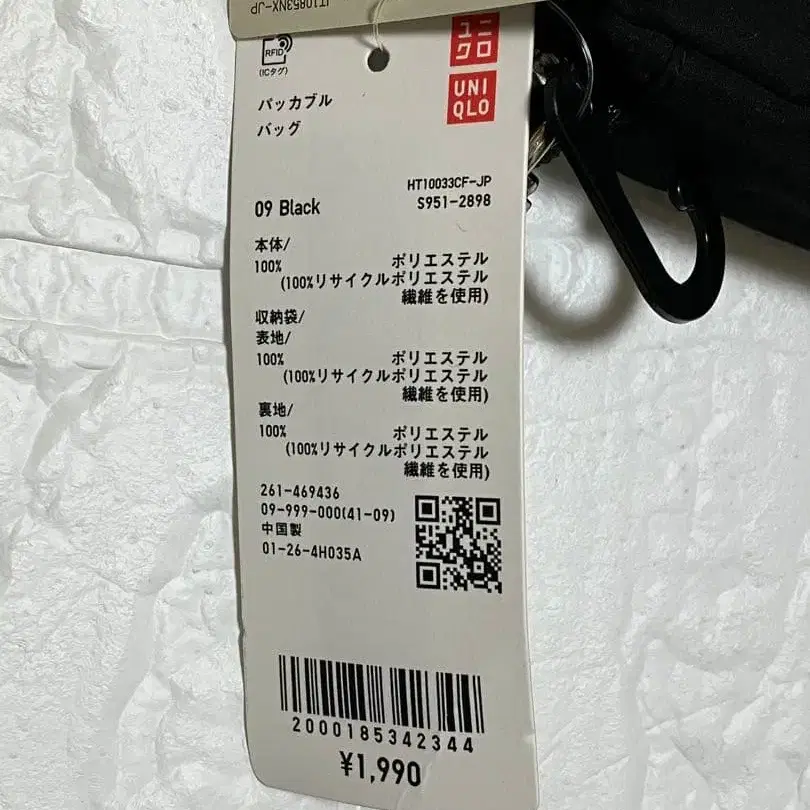 IT10853NX-JP
RFID
(ICタグ)
ユニ
クロ
UNI
QLO
パッカブル
バッグ
HT10033CF-JP
09 Black
S951-2898
本体/
100% ポリエステル
(100%リサイクルポリエステル
繊維を使用)
収納袋/
表地/
100% ポリエステル
(100%リサイクルポリエステル
繊維を使用)
裏地/
100% ポリエステル
(100%リサイクルポリエステル
繊維を使用)
261-469436
09-999-000(41-09)
中国製
01-26-4H035A
2000185342344
¥1,990